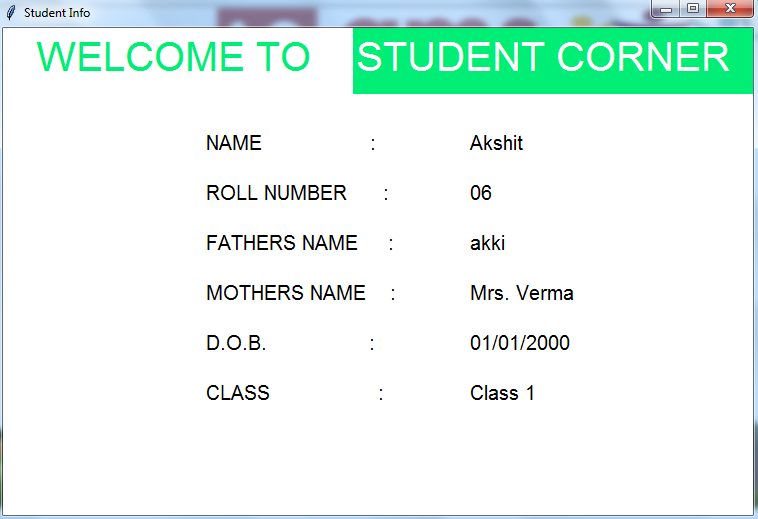 Student Info
WELCOME TO STUDENT CORNER
NAME : Akshit
ROLL NUMBER : 06
FATHERS NAME : akki
MOTHERS NAME : Mrs. Verma
D.O.B. : 01/01/2000
CLASS : Class 1